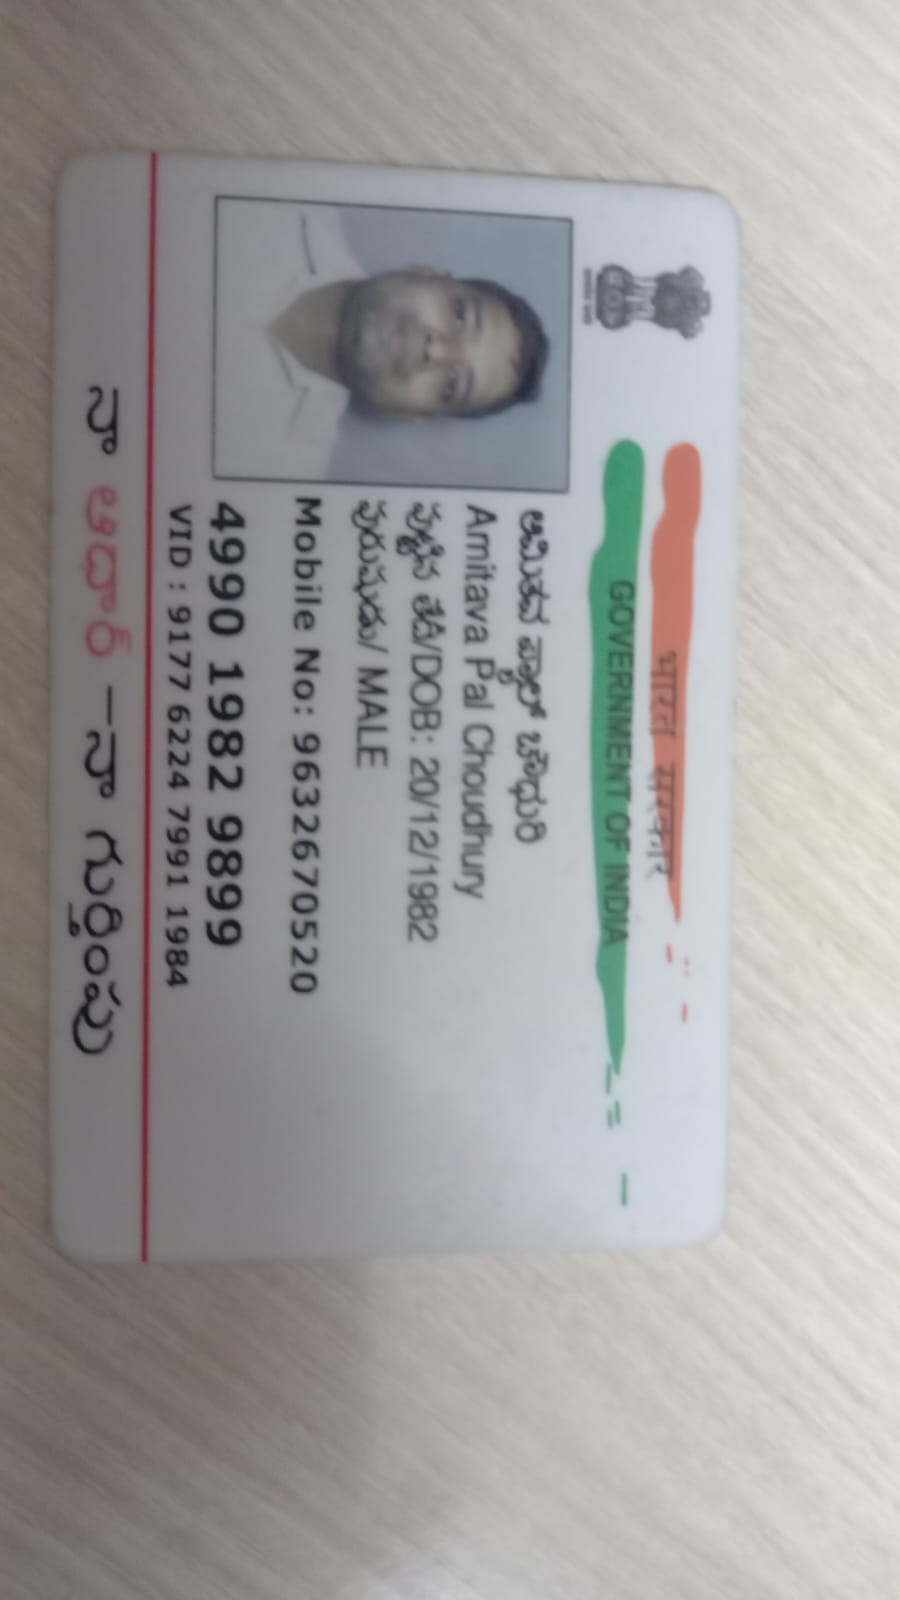 भारत सरकार
GOVERNMENT OF INDIA
అమితవ పాల్ చౌధురి
Amitava Pal Choudhury
పుట్టిన తేదీ/DOB: 20/12/1982
పురుషుడు/ MALE
Mobile No: 9632670520
4990 1982 9899
VID : 9177 6224 7991 1984
నా ఆధార్ –నా గుర్తింపు